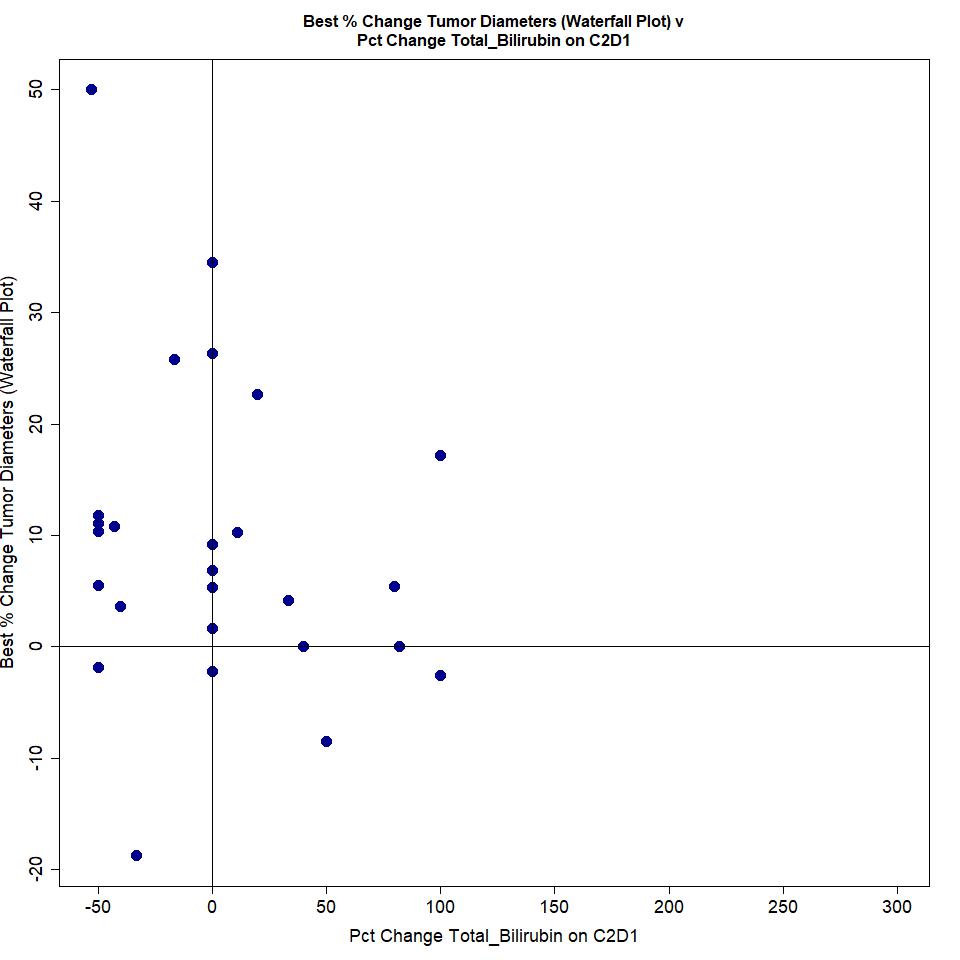 Best % Change Tumor Diameters (Waterfall Plot) v
Pct Change Total_Bilirubin on C2D1
Best % Change Tumor Diameters (Waterfall Plot)
50
40
30
20
10
0
-10
-20
-50 0 50 100 150 200 250 300
Pct Change Total_Bilirubin on C2D1